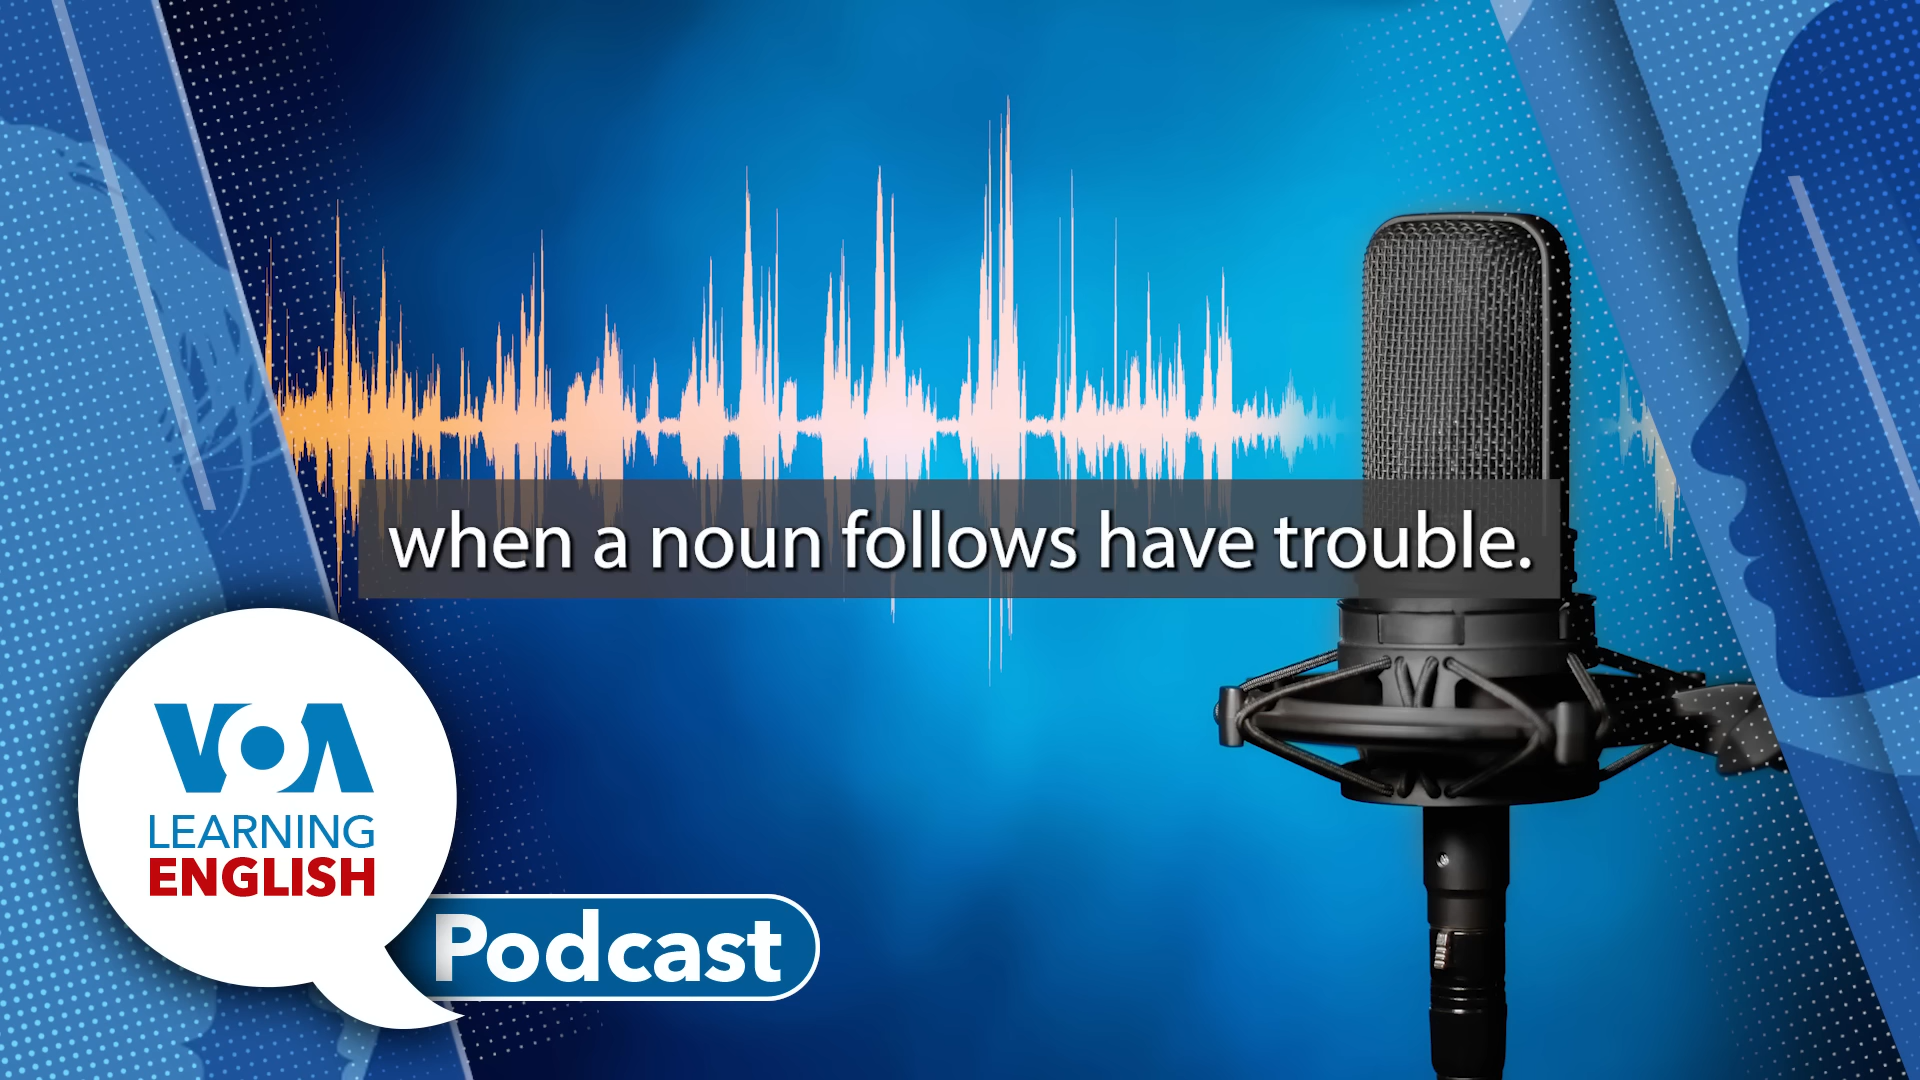 when a noun follows have trouble.
VOA
LEARNING
ENGLISH
Podcast